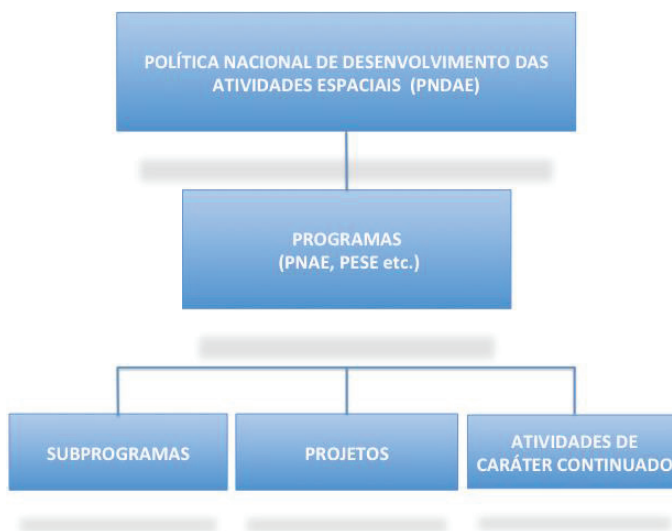 POLÍTICA NACIONAL DE DESENVOLVIMENTO DAS
ATIVIDADES ESPACIAIS (PNDAE)
PROGRAMAS
(PNAE, PESE etc.)
SUBPROGRAMAS
PROJETOS
ATIVIDADES DE
CARÁTER CONTINUADO